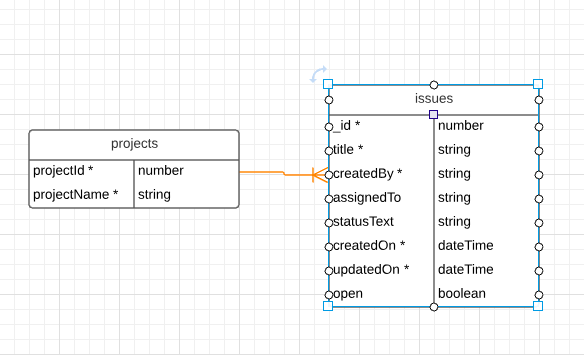 projects
projectId * number
projectName * string
issues
_id * number
title * string
createdBy * string
assignedTo string
statusText string
createdOn * dateTime
updatedOn * dateTime
open boolean